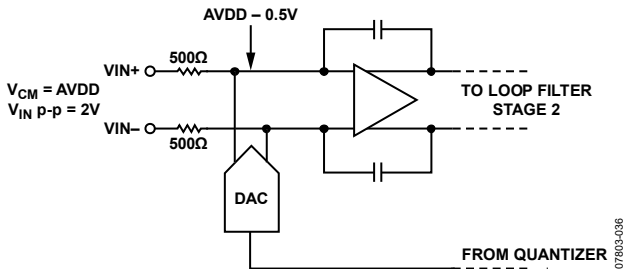 AVDD – 0.5V
500Ω
VIN+
V_CM = AVDD
V_IN p-p = 2V
VIN–
500Ω
TO LOOP FILTER
STAGE 2
DAC
FROM QUANTIZER
07803-036